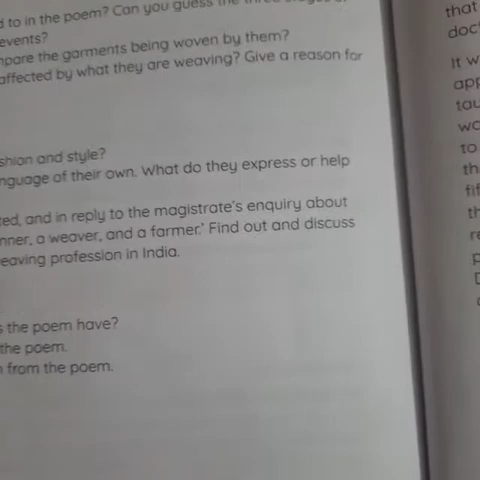 d to in the poem? Can you guess the three stages
events?
mpare the garments being woven by them?
affected by what they are weaving? Give a reason for
shion and style?
nguage of their own. What do they express or help
ted, and in reply to the magistrate's enquiry about
nner, a weaver, and a farmer.' Find out and discuss
eaving profession in India.
s the poem have?
the poem.
from the poem.
that
doc
It w
app
tau
wo
to
th
fif
th
re
p